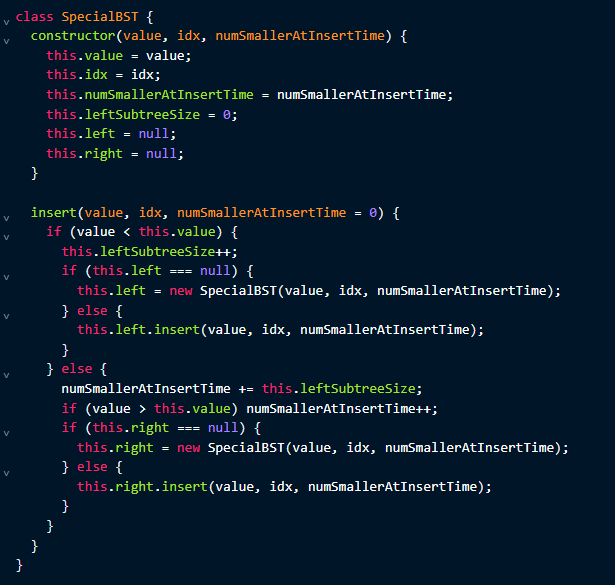 class SpecialBST {
  constructor(value, idx, numSmallerAtInsertTime) {
    this.value = value;
    this.idx = idx;
    this.numSmallerAtInsertTime = numSmallerAtInsertTime;
    this.leftSubtreeSize = 0;
    this.left = null;
    this.right = null;
  }

  insert(value, idx, numSmallerAtInsertTime = 0) {
    if (value < this.value) {
      this.leftSubtreeSize++;
      if (this.left === null) {
        this.left = new SpecialBST(value, idx, numSmallerAtInsertTime);
      } else {
        this.left.insert(value, idx, numSmallerAtInsertTime);
      }
    } else {
      numSmallerAtInsertTime += this.leftSubtreeSize;
      if (value > this.value) numSmallerAtInsertTime++;
      if (this.right === null) {
        this.right = new SpecialBST(value, idx, numSmallerAtInsertTime);
      } else {
        this.right.insert(value, idx, numSmallerAtInsertTime);
      }
    }
  }
}